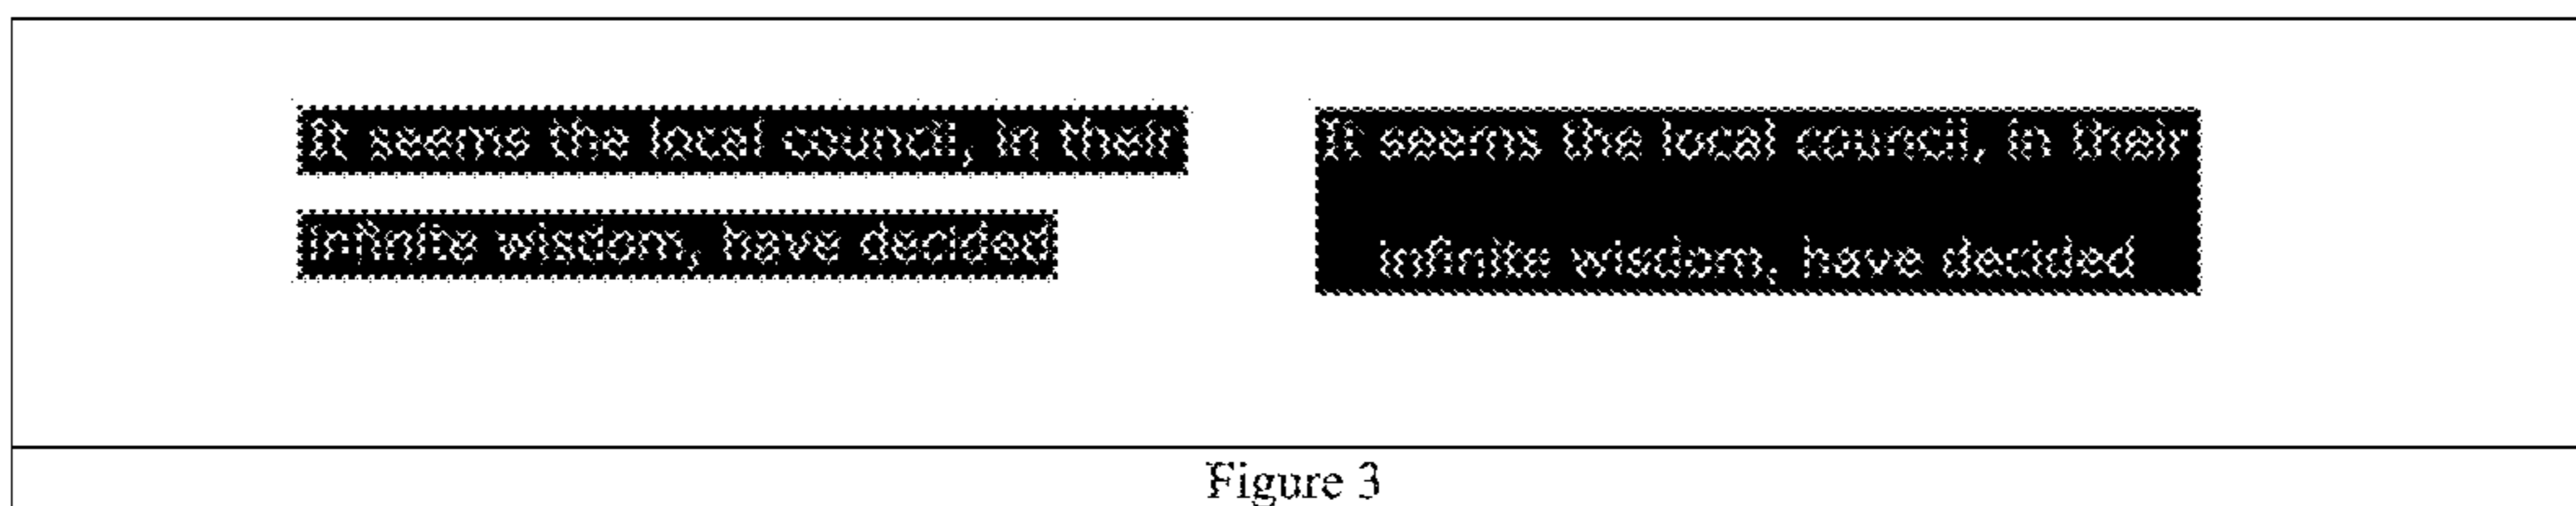 It seems the local council, in their
infinite wisdom, have decided
It seems the local council, in their
infinite wisdom, have decided
Figure 3